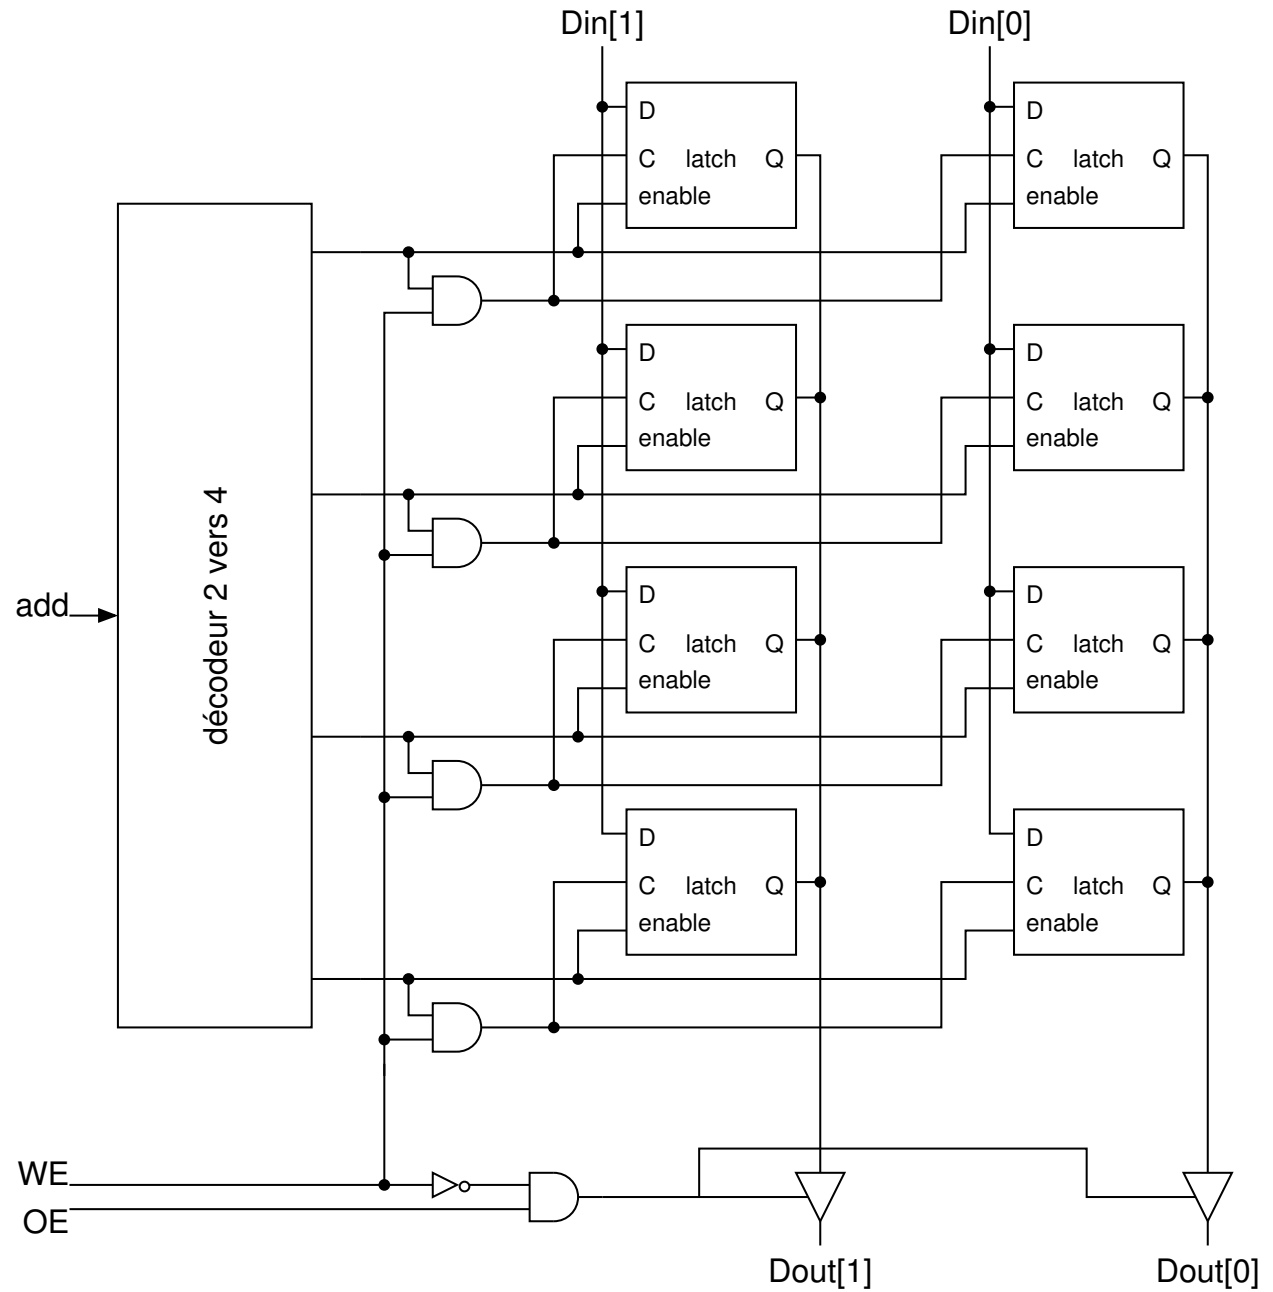 Din[1]
Din[0]
D
C latch Q
enable
D
C latch Q
enable
D
C latch Q
enable
D
C latch Q
enable
décodeur 2 vers 4
add
D
C latch Q
enable
D
C latch Q
enable
D
C latch Q
enable
D
C latch Q
enable
WE
OE
Dout[1]
Dout[0]